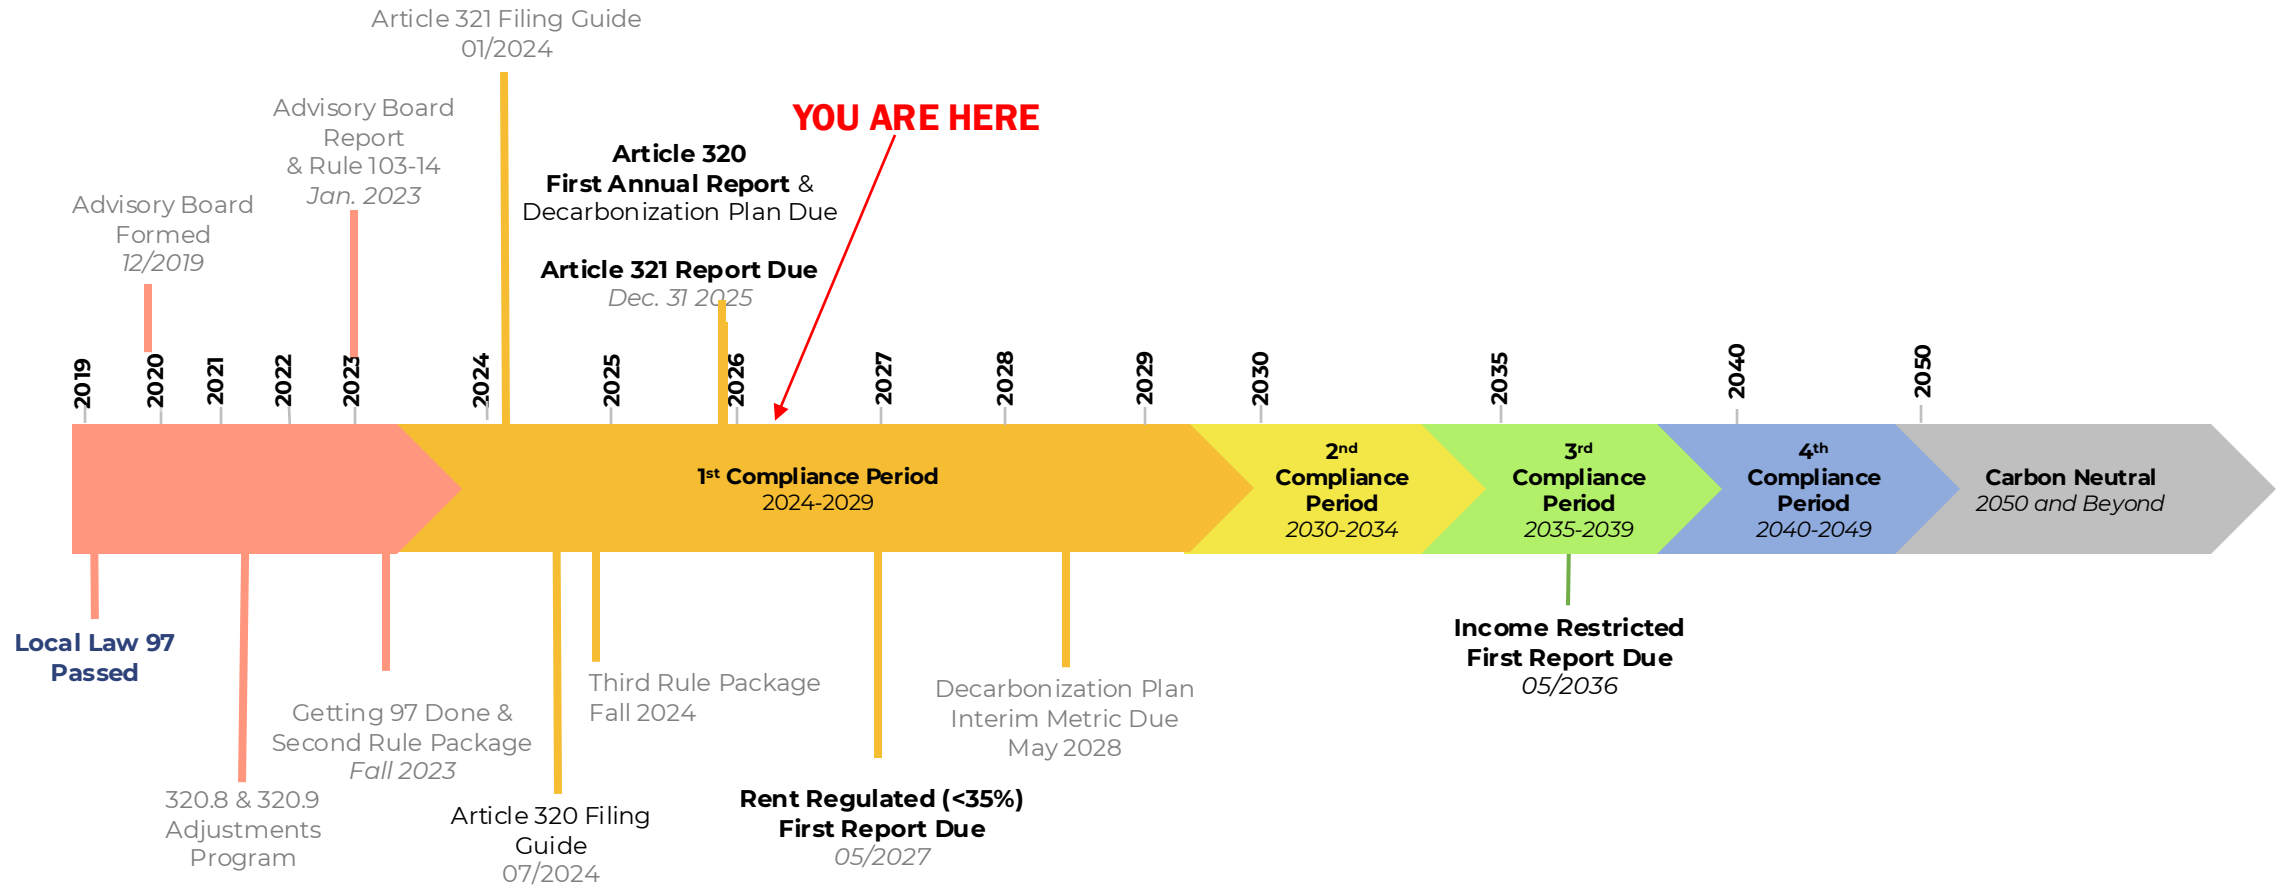 Article 321 Filing Guide
01/2024
Advisory Board
Report
& Rule 103-14
Jan. 2023
YOU ARE HERE
Article 320
First Annual Report &
Decarbonization Plan Due
Advisory Board
Formed
12/2019
Article 321 Report Due
Dec. 31 2025
2019
2020
2021
2022
2023
2024
2025
2026
2027
2028
2029
2030
2035
2040
2050
1st Compliance Period
2024-2029
2nd
Compliance
Period
2030-2034
3rd
Compliance
Period
2035-2039
4th
Compliance
Period
2040-2049
Carbon Neutral
2050 and Beyond
Local Law 97
Passed
320.8 & 320.9
Adjustments
Program
Getting 97 Done &
Second Rule Package
Fall 2023
Article 320 Filing
Guide
07/2024
Third Rule Package
Fall 2024
Rent Regulated (<35%)
First Report Due
05/2027
Decarbonization Plan
Interim Metric Due
May 2028
Income Restricted
First Report Due
05/2036